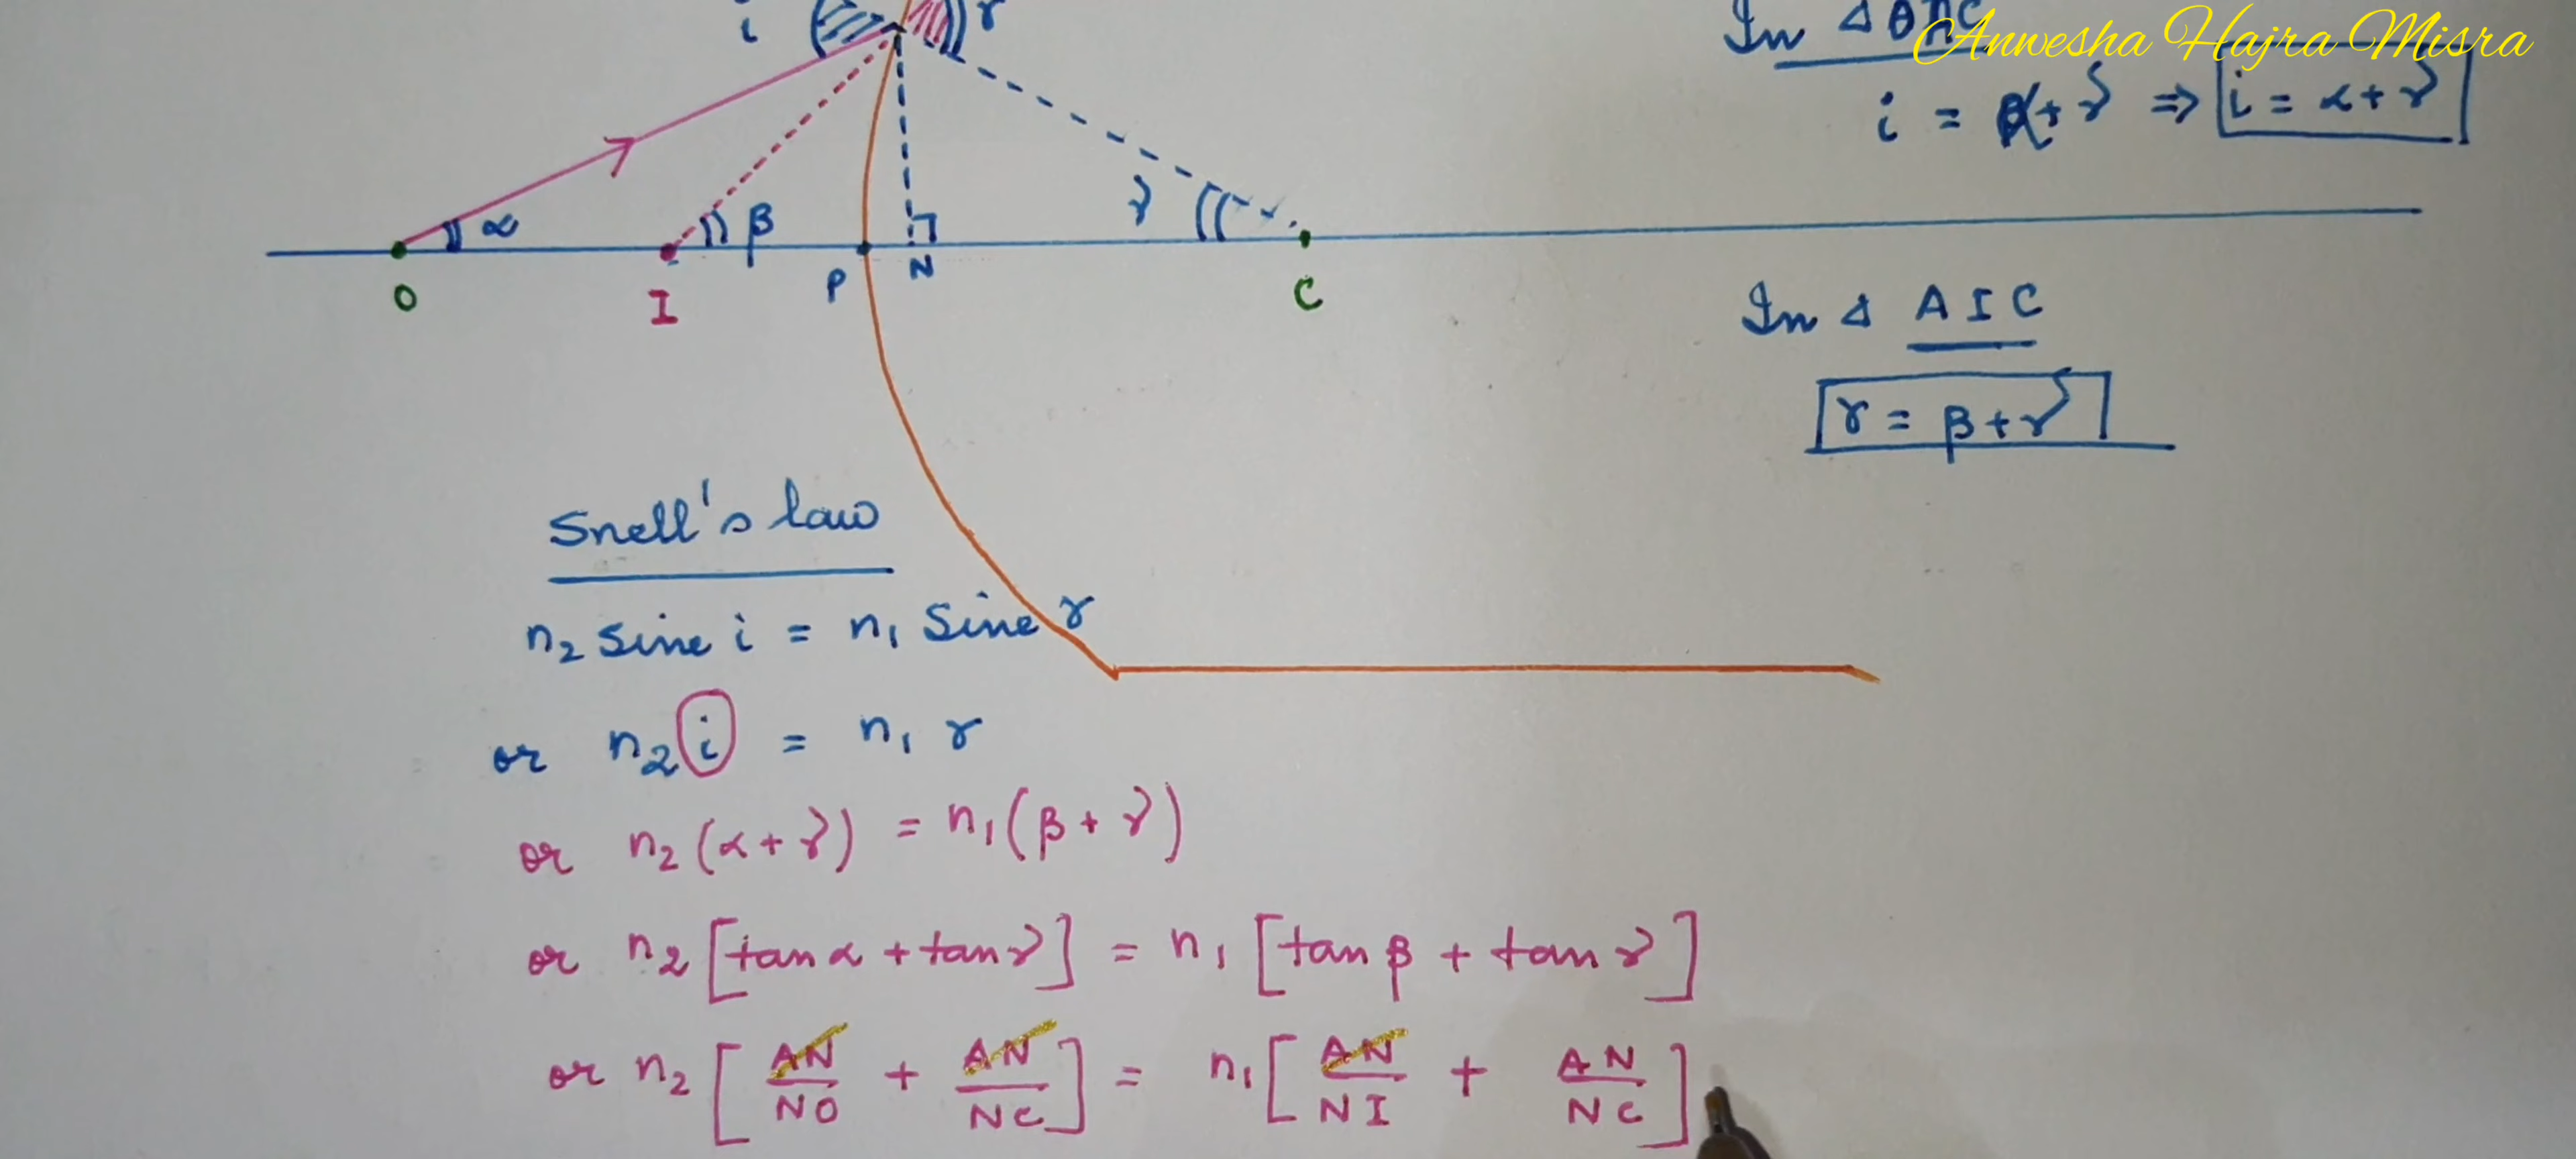 i r
In Δ OAC
Anwesha Hajra Misra
i = α + γ ⇒ i = α + γ
α β γ
O I P N C
In Δ AIC
r = β + γ
Snell's law
n₂ sine i = n₁ Sine r
or n₂ i = n₁ r
or n₂ (α + γ) = n₁ (β + γ)
or n₂ [tan α + tan γ] = n₁ [tan β + tan γ]
or n₂ [AN/NO + AN/NC] = n₁ [AN/NI + AN/NC]